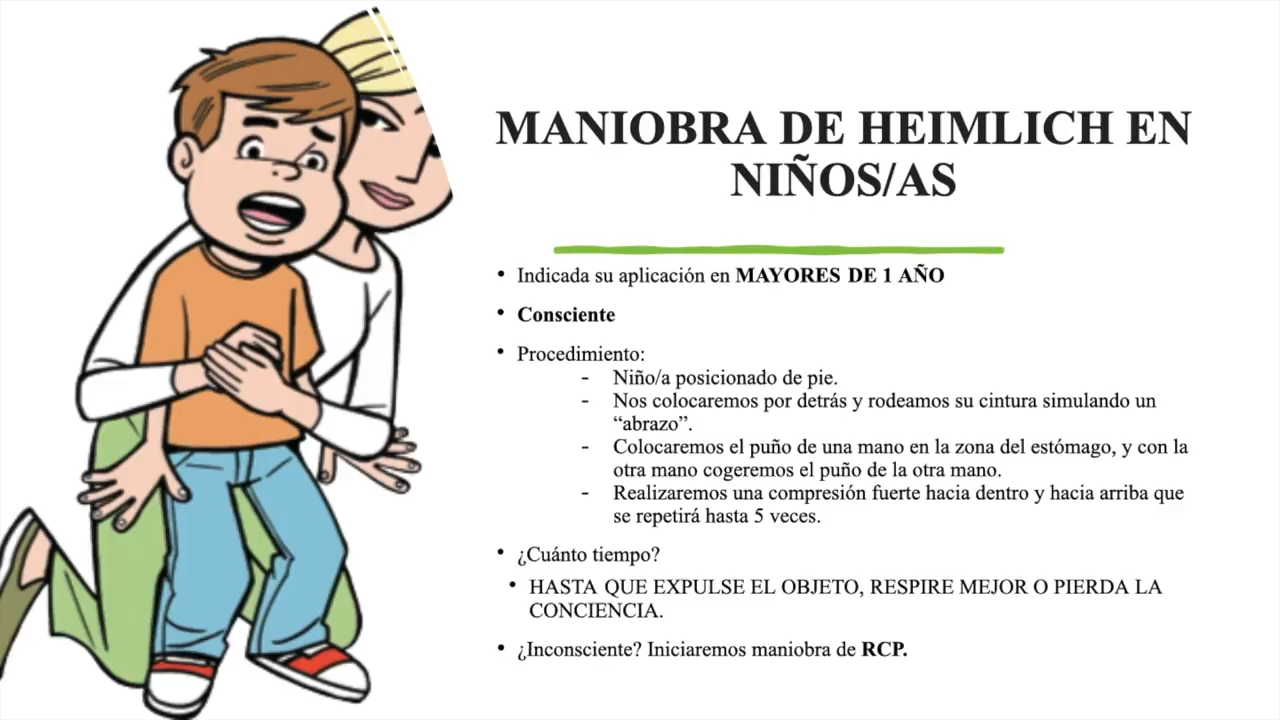 MANIOBRA DE HEIMLICH EN
NIÑOS/AS
• Indicada su aplicación en MAYORES DE 1 AÑO
• Consciente
• Procedimiento:
- Niño/a posicionado de pie.
- Nos colocaremos por detrás y rodeamos su cintura simulando un
“abrazo”.
- Colocaremos el puño de una mano en la zona del estómago, y con la
otra mano cogeremos el puño de la otra mano.
- Realizaremos una compresión fuerte hacia dentro y hacia arriba que
se repetirá hasta 5 veces.
• ¿Cuánto tiempo?
• HASTA QUE EXPULSE EL OBJETO, RESPIRE MEJOR O PIERDA LA
CONCIENCIA.
• ¿Inconsciente? Iniciaremos maniobra de RCP.